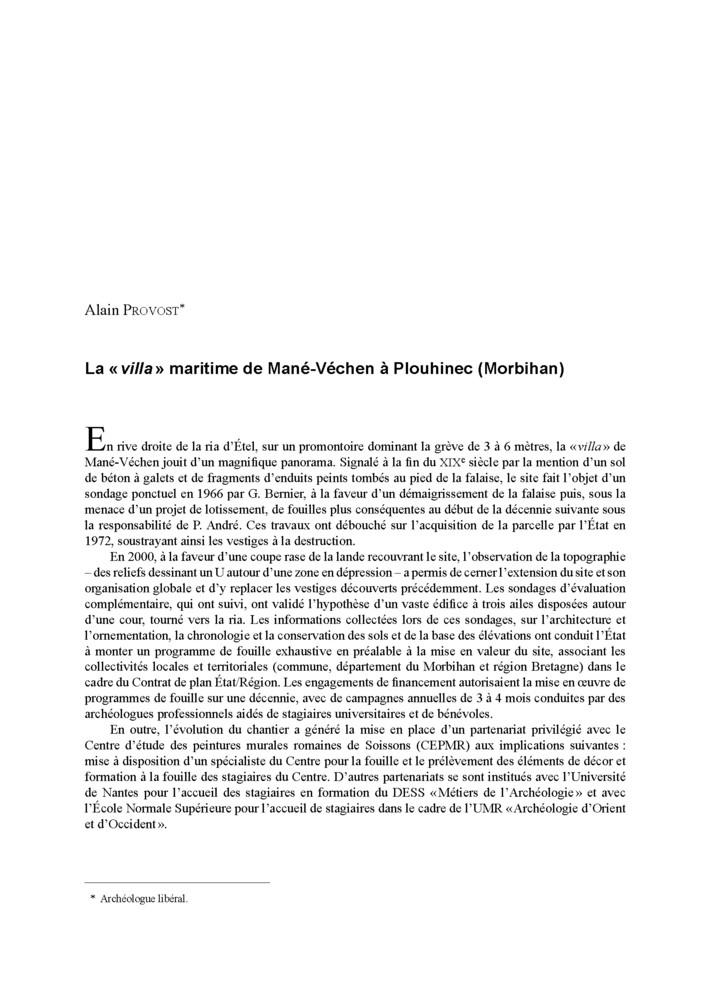 Alain PROVOST*
La « villa » maritime de Mané-Véchen à Plouhinec (Morbihan)
En rive droite de la ria d’Étel, sur un promontoire dominant la grève de 3 à 6 mètres, la « villa » de
Mané-Véchen jouit d’un magnifique panorama. Signalé à la fin du XIXe siècle par la mention d’un sol
de béton à galets et de fragments d’enduits peints tombés au pied de la falaise, le site fait l’objet d’un
sondage ponctuel en 1966 par G. Bernier, à la faveur d’un démaigrissement de la falaise puis, sous la
menace d’un projet de lotissement, de fouilles plus conséquentes au début de la décennie suivante sous
la responsabilité de P. André. Ces travaux ont débouché sur l’acquisition de la parcelle par l’État en
1972, soustrayant ainsi les vestiges à la destruction.
En 2000, à la faveur d’une coupe rase de la lande recouvrant le site, l’observation de la topographie
– des reliefs dessinant un U autour d’une zone en dépression – a permis de cerner l’extension du site et son
organisation globale et d’y replacer les vestiges découverts précédemment. Les sondages d’évaluation
complémentaire, qui ont suivi, ont validé l’hypothèse d’un vaste édifice à trois ailes disposées autour
d’une cour, tourné vers la ria. Les informations collectées lors de ces sondages, sur l’architecture et
l’ornementation, la chronologie et la conservation des sols et de la base des élévations ont conduit l’État
à monter un programme de fouille exhaustive en préalable à la mise en valeur du site, associant les
collectivités locales et territoriales (commune, département du Morbihan et région Bretagne) dans le
cadre du Contrat de plan État/Région. Les engagements de financement autorisaient la mise en œuvre de
programmes de fouille sur une décennie, avec de campagnes annuelles de 3 à 4 mois conduites par des
archéologues professionnels aidés de stagiaires universitaires et de bénévoles.
En outre, l’évolution du chantier a généré la mise en place d’un partenariat privilégié avec le
Centre d’étude des peintures murales romaines de Soissons (CEPMR) aux implications suivantes :
mise à disposition d’un spécialiste du Centre pour la fouille et le prélèvement des éléments de décor et
formation à la fouille des stagiaires du Centre. D’autres partenariats se sont institués avec l’Université
de Nantes pour l’accueil des stagiaires en formation du DESS « Métiers de l’Archéologie » et avec
l’École Normale Supérieure pour l’accueil de stagiaires dans le cadre de l’UMR « Archéologie d’Orient
et d’Occident ».
* Archéologue libéral.